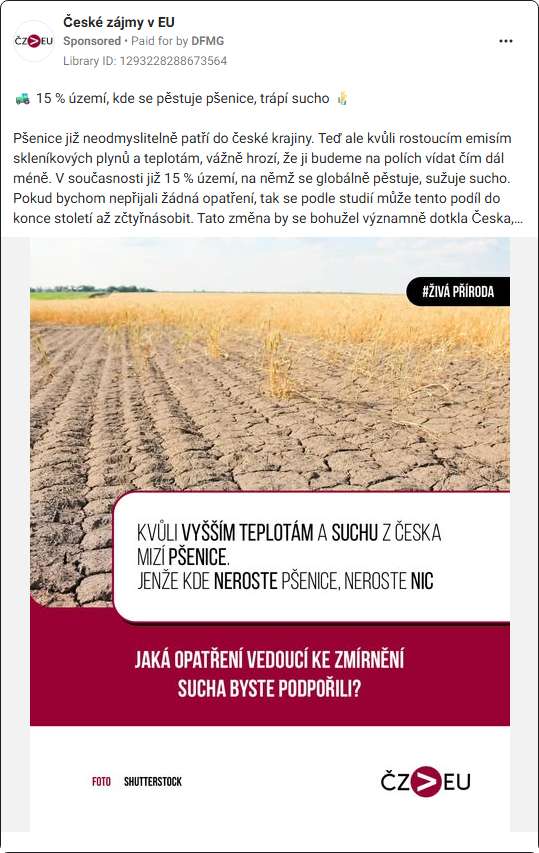 České zájmy v EU
Sponsored • Paid for by DFMG
Library ID: 1293228288673564
ČZ>EU
15 % území, kde se pěstuje pšenice, trápí sucho
Pšenice již neodmyslitelně patří do české krajiny. Teď ale kvůli rostoucím emisím
skleníkových plynů a teplotám, vážně hrozí, že ji budeme na polích vídat čím dál
méně. V současnosti již 15 % území, na němž se globálně pěstuje, sužuje sucho.
Pokud bychom nepřijali žádná opatření, tak se podle studií může tento podíl do
konce století až zčtyřnásobit. Tato změna by se bohužel významně dotkla Česka,...
#ŽIVÁ PŘÍRODA
KVŮLI VYŠŠÍM TEPLOTÁM A SUCHU Z ČESKA
MIZÍ PŠENICE.
JENŽE KDE NEROSTE PŠENICE, NEROSTE NIC
JAKÁ OPATŘENÍ VEDOUCÍ KE ZMÍRNĚNÍ
SUCHA BYSTE PODPOŘILI?
FOTO SHUTTERSTOCK
ČZ>EU